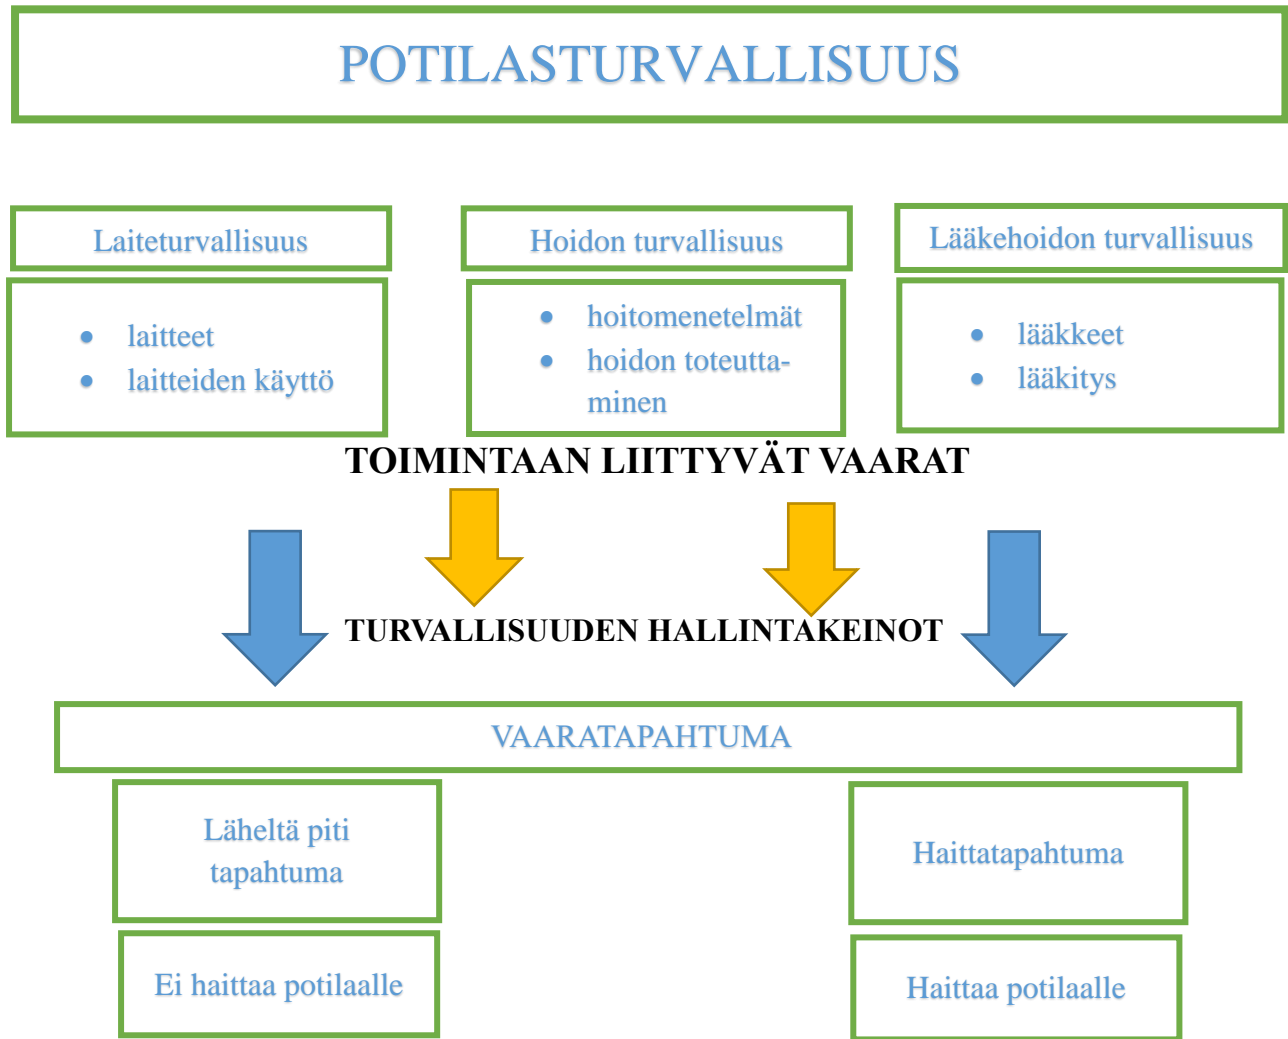 POTILASTURVALLISUUS
Laiteturvallisuus
Hoidon turvallisuus
Lääkehoidon turvallisuus
• laitteet
• laitteiden käyttö
• hoitomenetelmät
• hoidon toteutta-
minen
• lääkkeet
• lääkitys
TOIMINTAAN LIITTYVÄT VAARAT
TURVALLISUUDEN HALLINTAKEINOT
VAARATAPAHTUMA
Läheltä piti
tapahtuma
Haittatapahtuma
Ei haittaa potilaalle
Haittaa potilaalle